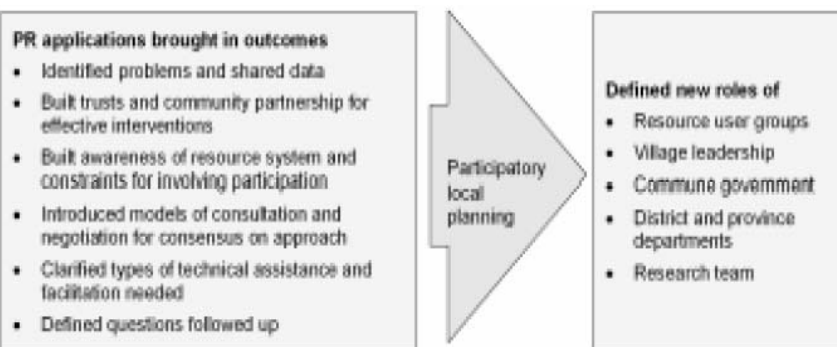 PR applications brought in outcomes
• Identified problems and shared data
• Built trusts and community partnership for
effective interventions
• Built awareness of resource system and
constraints for involving participation
• Introduced models of consultation and
negotiation for consensus on approach
• Clarified types of technical assistance and
facilitation needed
• Defined questions followed up
Participatory
local
planning
Defined new roles of
• Resource user groups
• Village leadership
• Commune government
• District and province
departments
• Research team